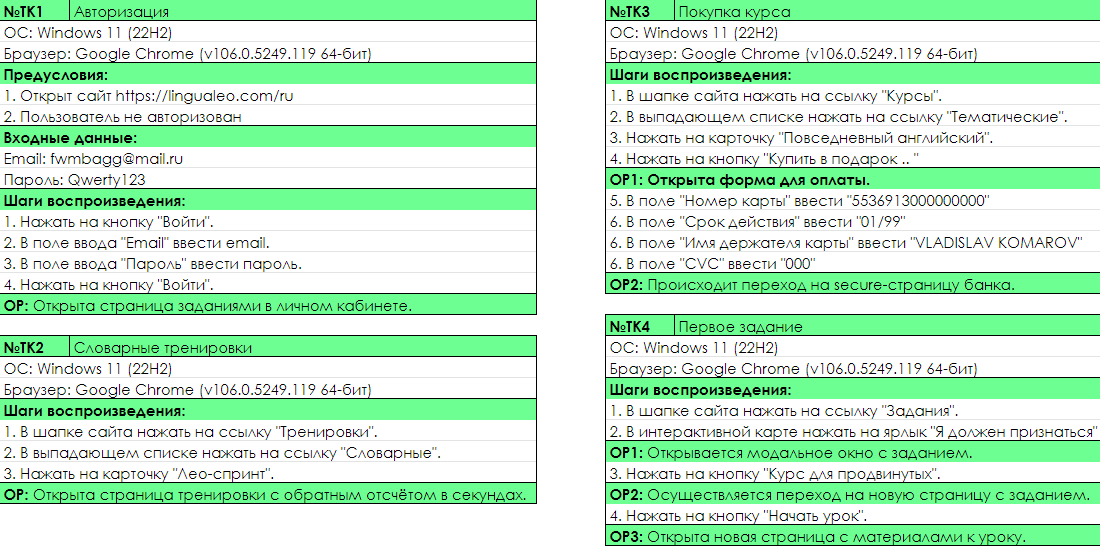 №ТК1 Авторизация
ОС: Windows 11 (22H2)
Браузер: Google Chrome (v106.0.5249.119 64-бит)
Предусловия:
1. Открыт сайт https://lingualeo.com/ru
2. Пользователь не авторизован
Входные данные:
Email: fwmbagg@mail.ru
Пароль: Qwerty123
Шаги воспроизведения:
1. Нажать на кнопку "Войти".
2. В поле ввода "Email" ввести email.
3. В поле ввода "Пароль" ввести пароль.
4. Нажать на кнопку "Войти".
ОР: Открыта страница заданиями в личном кабинете.
№ТК2 Словарные тренировки
ОС: Windows 11 (22H2)
Браузер: Google Chrome (v106.0.5249.119 64-бит)
Шаги воспроизведения:
1. В шапке сайта нажать на ссылку "Тренировки".
2. В выпадающем списке нажать на ссылку "Словарные".
3. Нажать на карточку "Лео-спринт".
ОР: Открыта страница тренировки с обратным отсчётом в секундах.
№ТК3 Покупка курса
ОС: Windows 11 (22H2)
Браузер: Google Chrome (v106.0.5249.119 64-бит)
Шаги воспроизведения:
1. В шапке сайта нажать на ссылку "Курсы".
2. В выпадающем списке нажать на ссылку "Тематические".
3. Нажать на карточку "Повседневный английский".
4. Нажать на кнопку "Купить в подарок .. "
ОР1: Открыта форма для оплаты.
5. В поле "Номер карты" ввести "5536913000000000"
6. В поле "Срок действия" ввести "01/99"
6. В поле "Имя держателя карты" ввести "VLADISLAV KOMAROV"
6. В поле "CVC" ввести "000"
ОР2: Происходит переход на secure-страницу банка.
№ТК4 Первое задание
ОС: Windows 11 (22H2)
Браузер: Google Chrome (v106.0.5249.119 64-бит)
Шаги воспроизведения:
1. В шапке сайта нажать на ссылку "Задания".
2. В интерактивной карте нажать на ярлык "Я должен признаться"
ОР1: Открывается модальное окно с заданием.
3. Нажать на кнопку "Курс для продвинутых".
ОР2: Осуществляется переход на новую страницу с заданием.
4. Нажать на кнопку "Начать урок".
ОР3: Открыта новая страница с материалами к уроку.